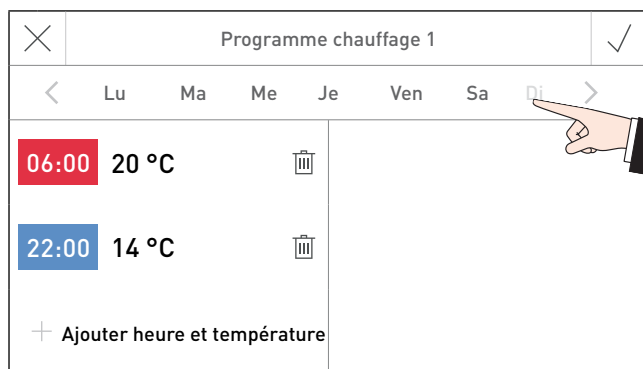 Programme chauffage 1
Lu Ma Me Je Ven Sa Di
06:00 20 °C
22:00 14 °C
Ajouter heure et température